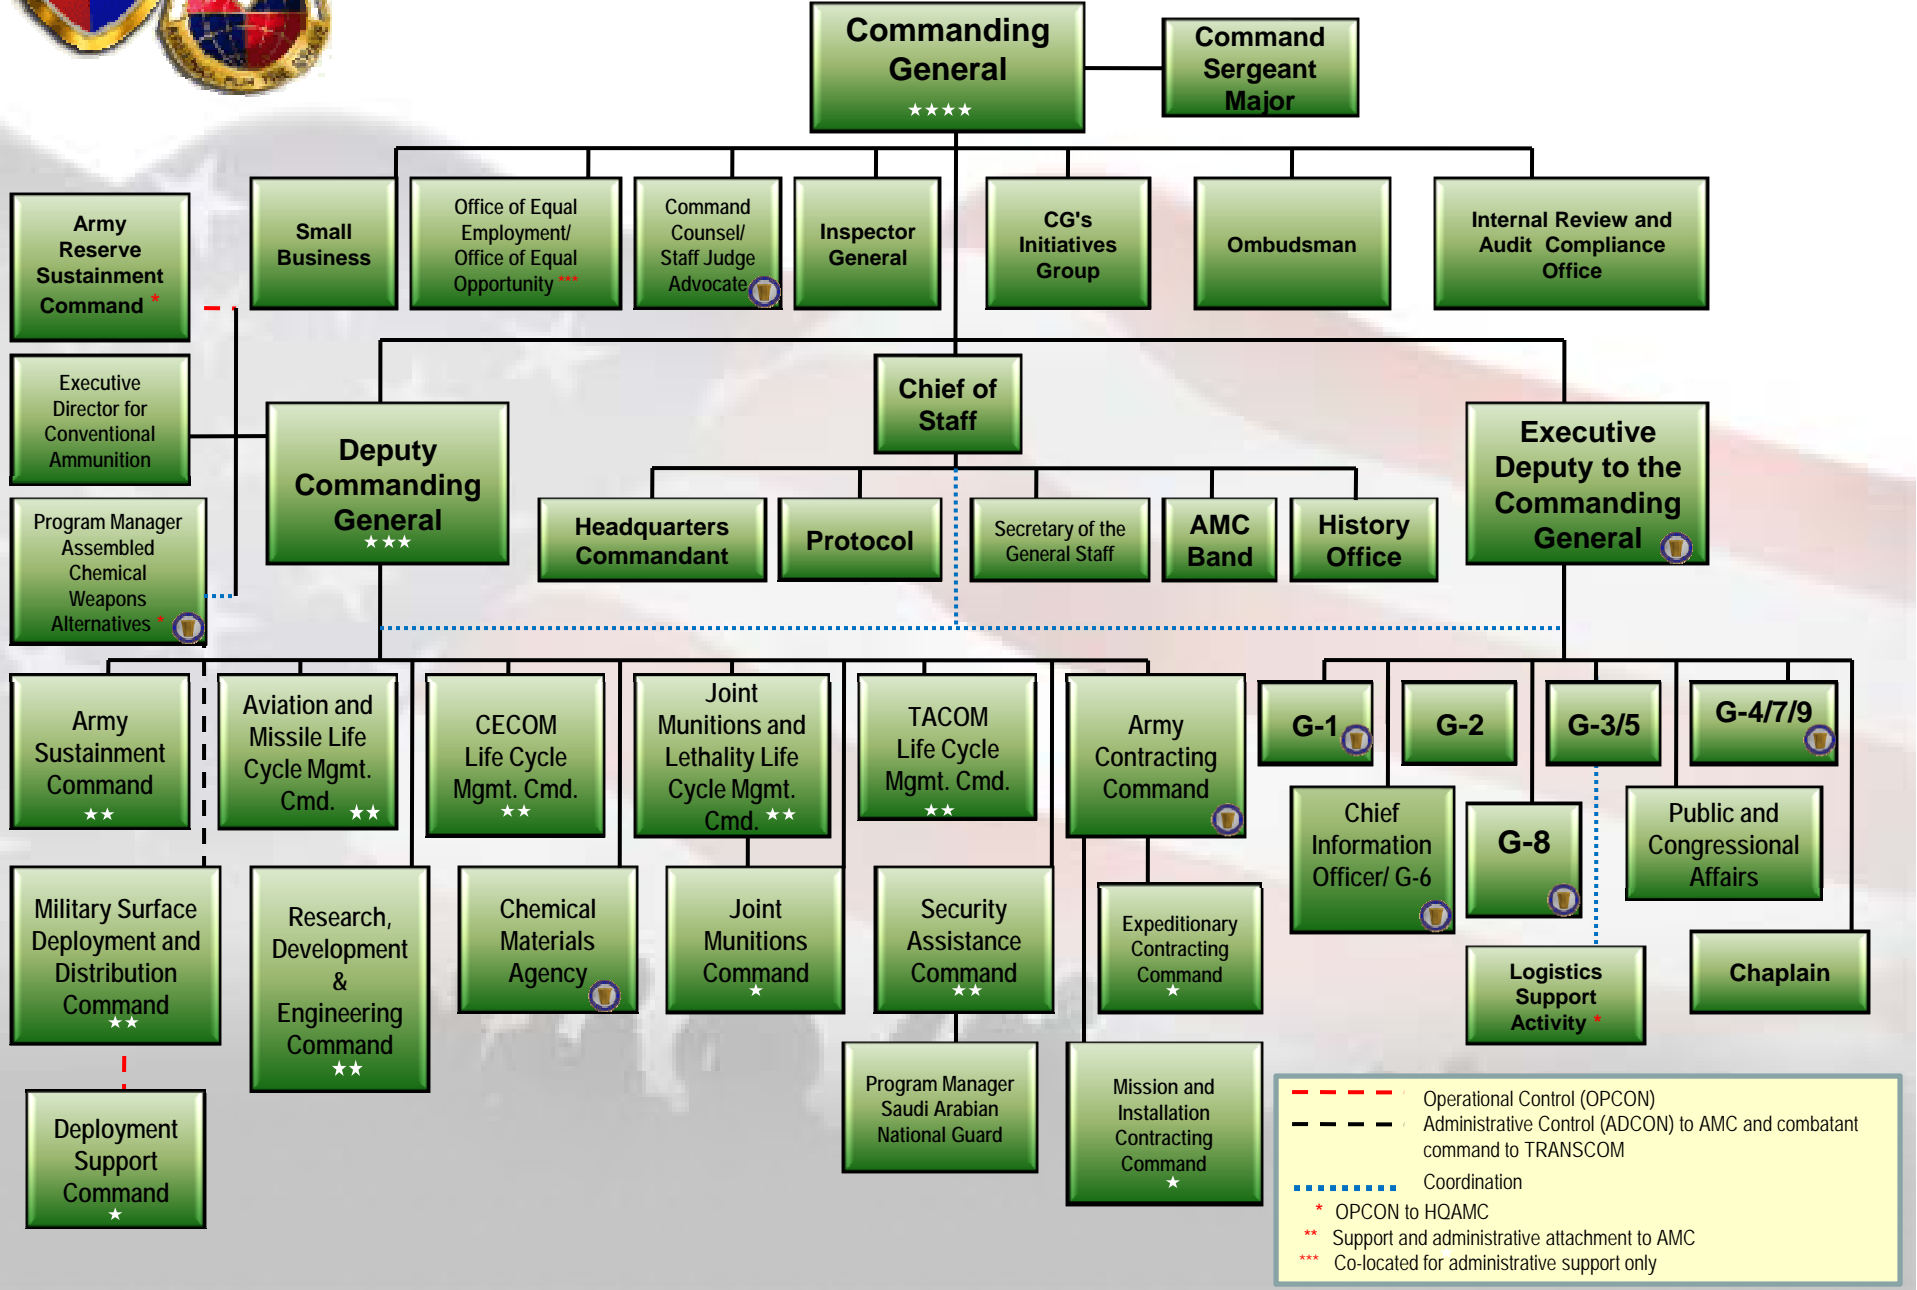 Commanding
General
Command
Sergeant
Major
Small
Business
Office of Equal
Employment/
Office of Equal
Opportunity ***
Command
Counsel/
Staff Judge
Advocate
Inspector
General
CG's
Initiatives
Group
Ombudsman
Internal Review and
Audit Compliance
Office
Army
Reserve
Sustainment
Command *
Executive
Director for
Conventional
Ammunition
Program Manager
Assembled
Chemical
Weapons
Alternatives *
Deputy
Commanding
General
Chief of
Staff
Executive
Deputy to the
Commanding
General
Headquarters
Commandant
Protocol
Secretary of the
General Staff
AMC
Band
History
Office
Army
Sustainment
Command
Aviation and
Missile Life
Cycle Mgmt.
Cmd.
CECOM
Life Cycle
Mgmt. Cmd.
Joint
Munitions and
Lethality Life
Cycle Mgmt.
Cmd.
TACOM
Life Cycle
Mgmt. Cmd.
Army
Contracting
Command
G-1
G-2
G-3/5
G-4/7/9
Chief
Information
Officer/ G-6
G-8
Public and
Congressional
Affairs
Military Surface
Deployment and
Distribution
Command
Research,
Development
&
Engineering
Command
Chemical
Materials
Agency
Joint
Munitions
Command
Security
Assistance
Command
Expeditionary
Contracting
Command
Logistics
Support
Activity *
Chaplain
Deployment
Support
Command
Program Manager
Saudi Arabian
National Guard
Mission and
Installation
Contracting
Command
Operational Control (OPCON)
Administrative Control (ADCON) to AMC and combatant
command to TRANSCOM
Coordination
* OPCON to HQAMC
** Support and administrative attachment to AMC
*** Co-located for administrative support only